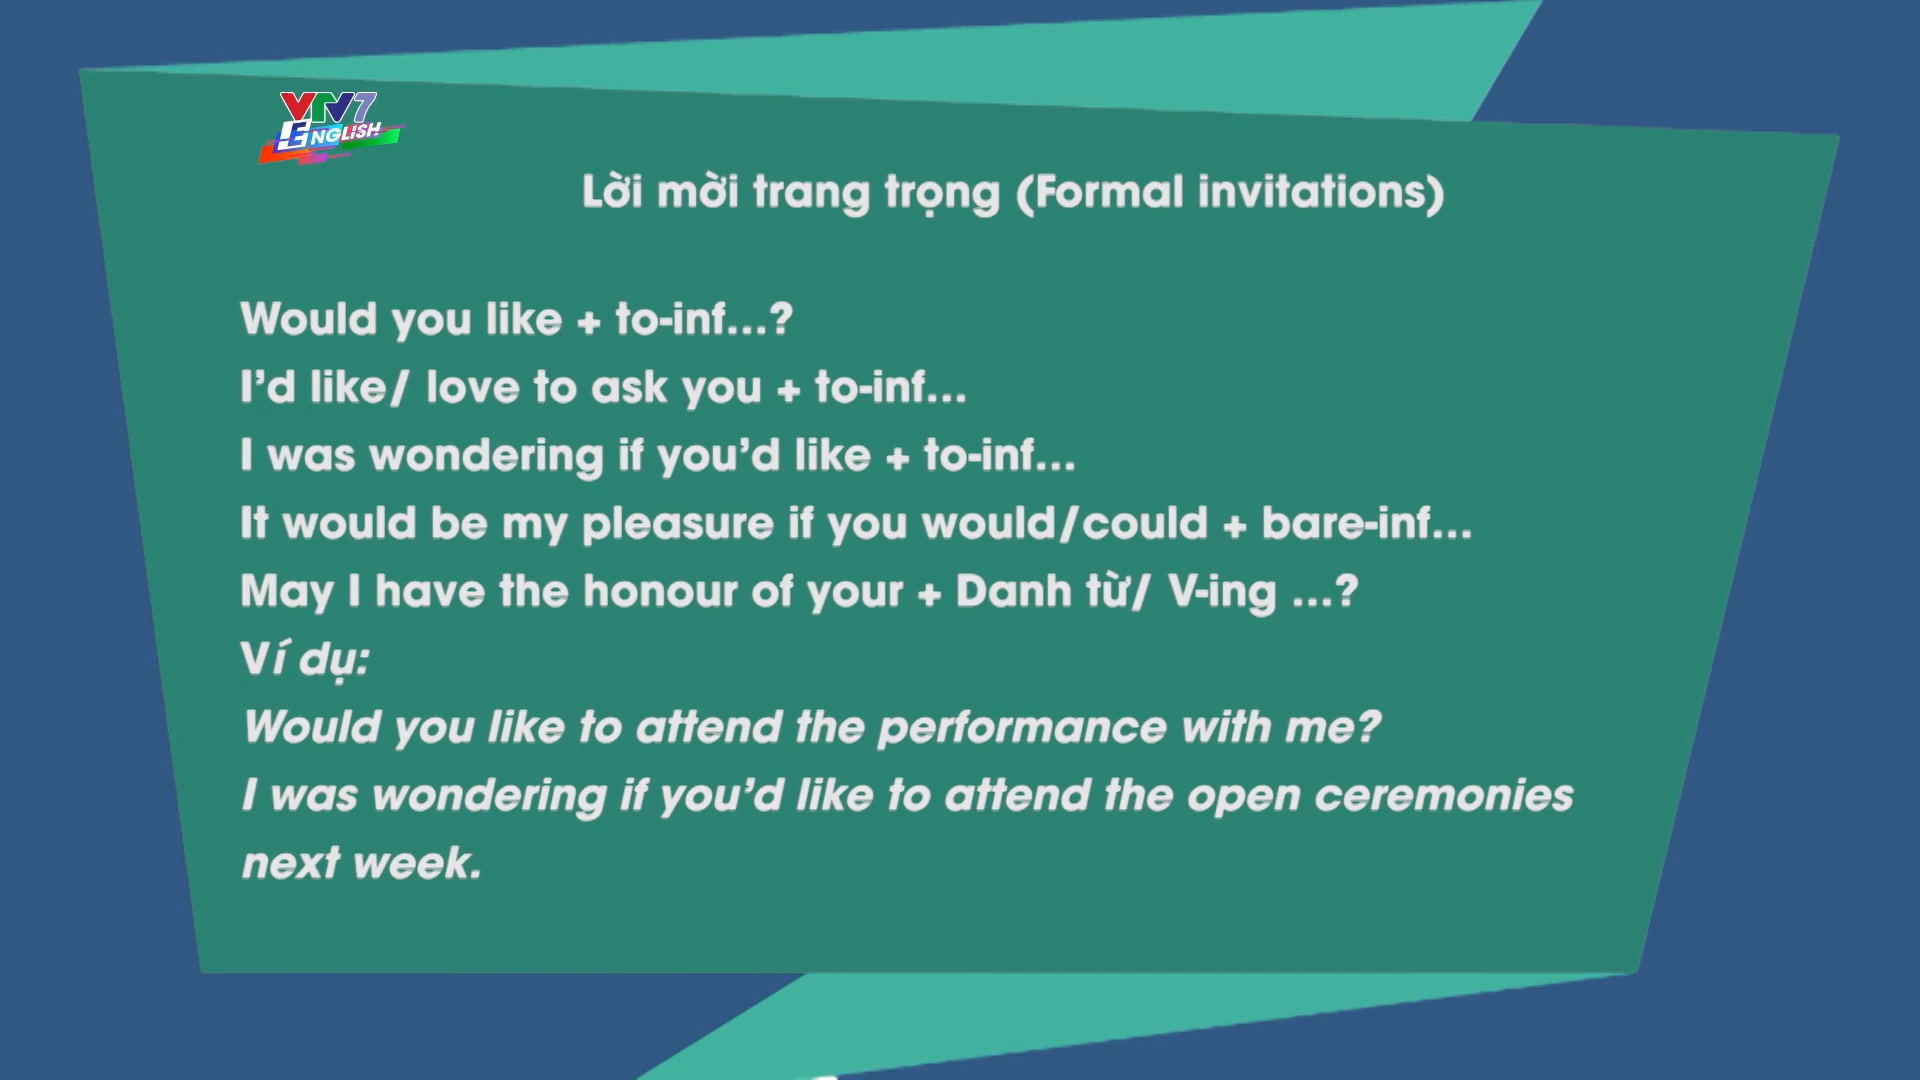 VTV7
ENGLISH
Lời mời trang trọng (Formal invitations)
Would you like + to-inf...?
I’d like/ love to ask you + to-inf...
I was wondering if you’d like + to-inf...
It would be my pleasure if you would/could + bare-inf...
May I have the honour of your + Danh từ/ V-ing ...?
Ví dụ:
Would you like to attend the performance with me?
I was wondering if you’d like to attend the open ceremonies
next week.